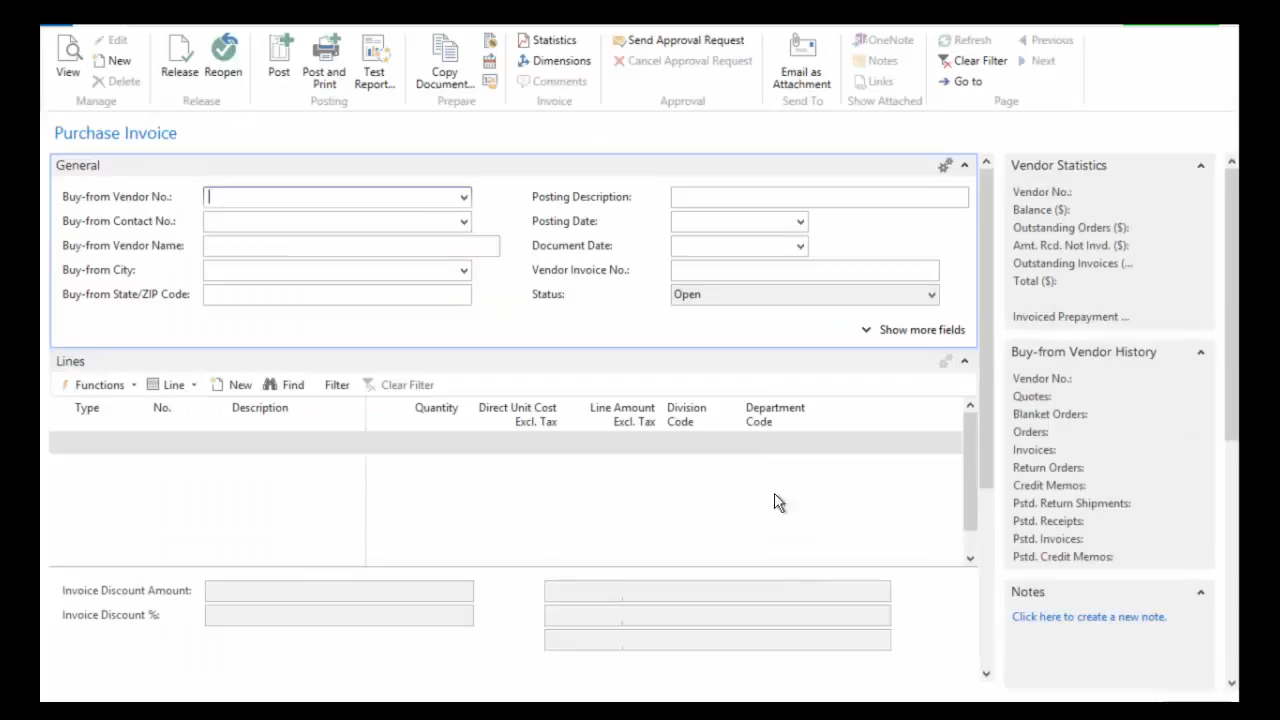 View
Edit
New
Delete
Manage
Release
Reopen
Release
Post
Post and
Print
Test
Report...
Posting
Copy
Document...
Prepare
Statistics
Dimensions
Comments
Invoice
Send Approval Request
Cancel Approval Request
Approval
Email as
Attachment
Send To
OneNote
Notes
Links
Show Attached
Refresh
Clear Filter
Go to
Previous
Next
Page
Purchase Invoice
General
Buy-from Vendor No.:
Buy-from Contact No.:
Buy-from Vendor Name:
Buy-from City:
Buy-from State/ZIP Code:
Posting Description:
Posting Date:
Document Date:
Vendor Invoice No.:
Status: Open
Show more fields
Lines
Functions Line New Find Filter Clear Filter
Type No. Description Quantity Direct Unit Cost Excl. Tax Line Amount Excl. Tax Division Code Department Code
Invoice Discount Amount:
Invoice Discount %:
Vendor Statistics
Vendor No.:
Balance ($):
Outstanding Orders ($):
Amt. Rcd. Not Invd. ($):
Outstanding Invoices (...
Total ($):
Invoiced Prepayment ...
Buy-from Vendor History
Vendor No.:
Quotes:
Blanket Orders:
Orders:
Invoices:
Return Orders:
Credit Memos:
Pstd. Return Shipments:
Pstd. Receipts:
Pstd. Invoices:
Pstd. Credit Memos:
Notes
Click here to create a new note.